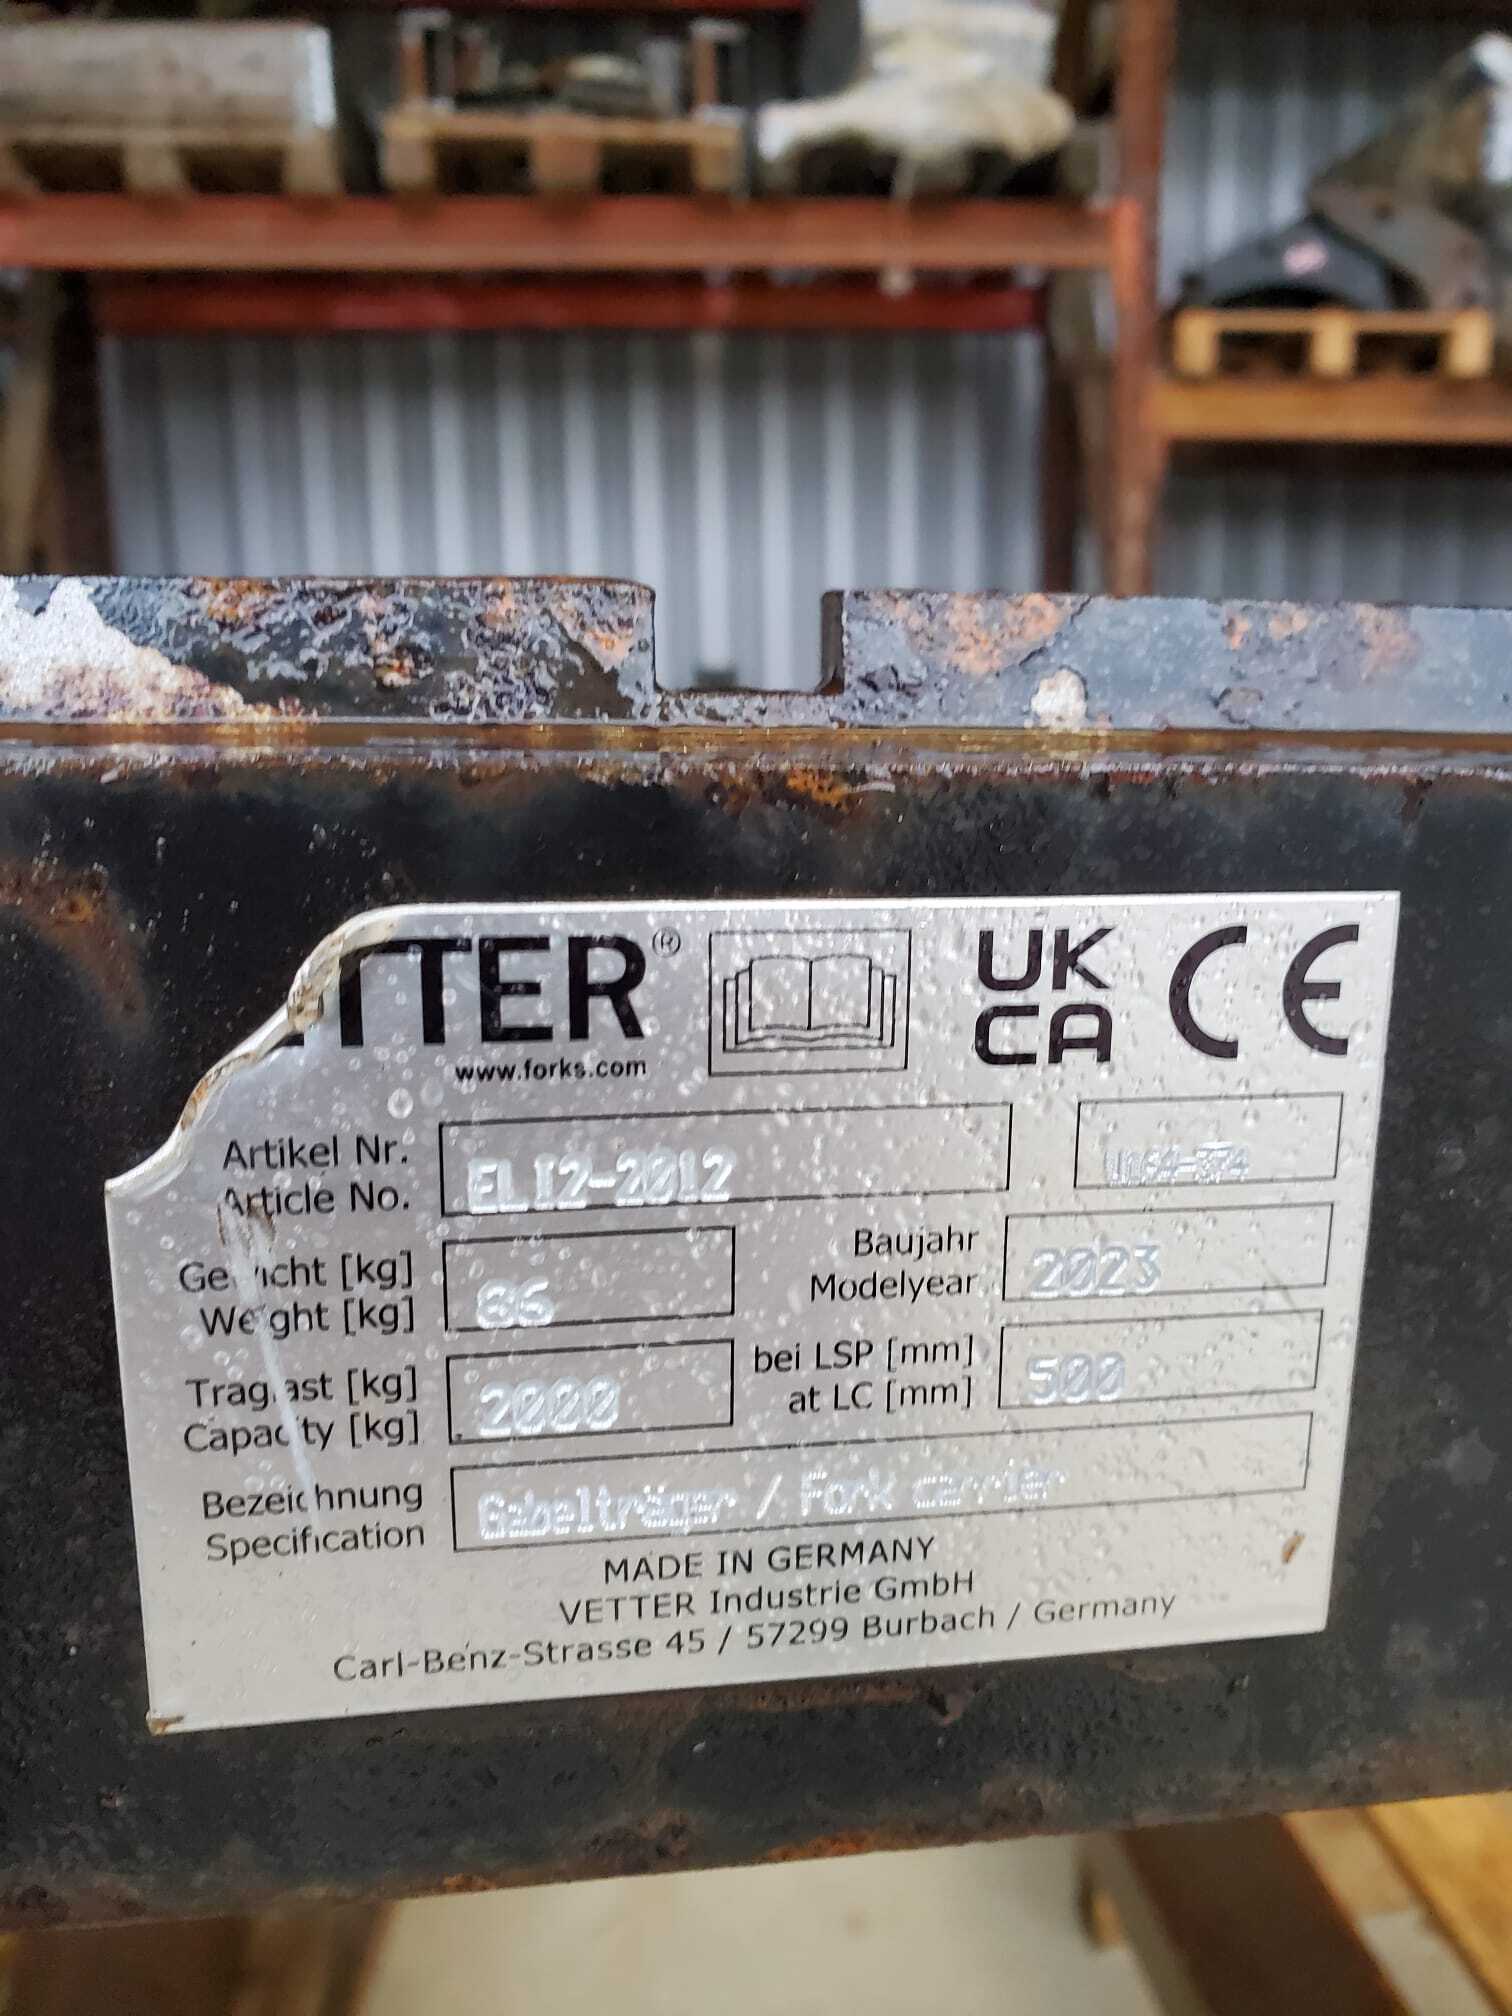 TTER®
www.forks.com
UK
CA
CE
Artikel Nr.
Article No.
ELI2-2012
Gewicht [kg]
Weight [kg]
86
Baujahr
Modelyear
2023
Traglast [kg]
Capacity [kg]
2000
bei LSP [mm]
at LC [mm]
500
Bezeichnung
Specification
Gabelträger / Fork carrier
MADE IN GERMANY
VETTER Industrie GmbH
Carl-Benz-Strasse 45 / 57299 Burbach / Germany